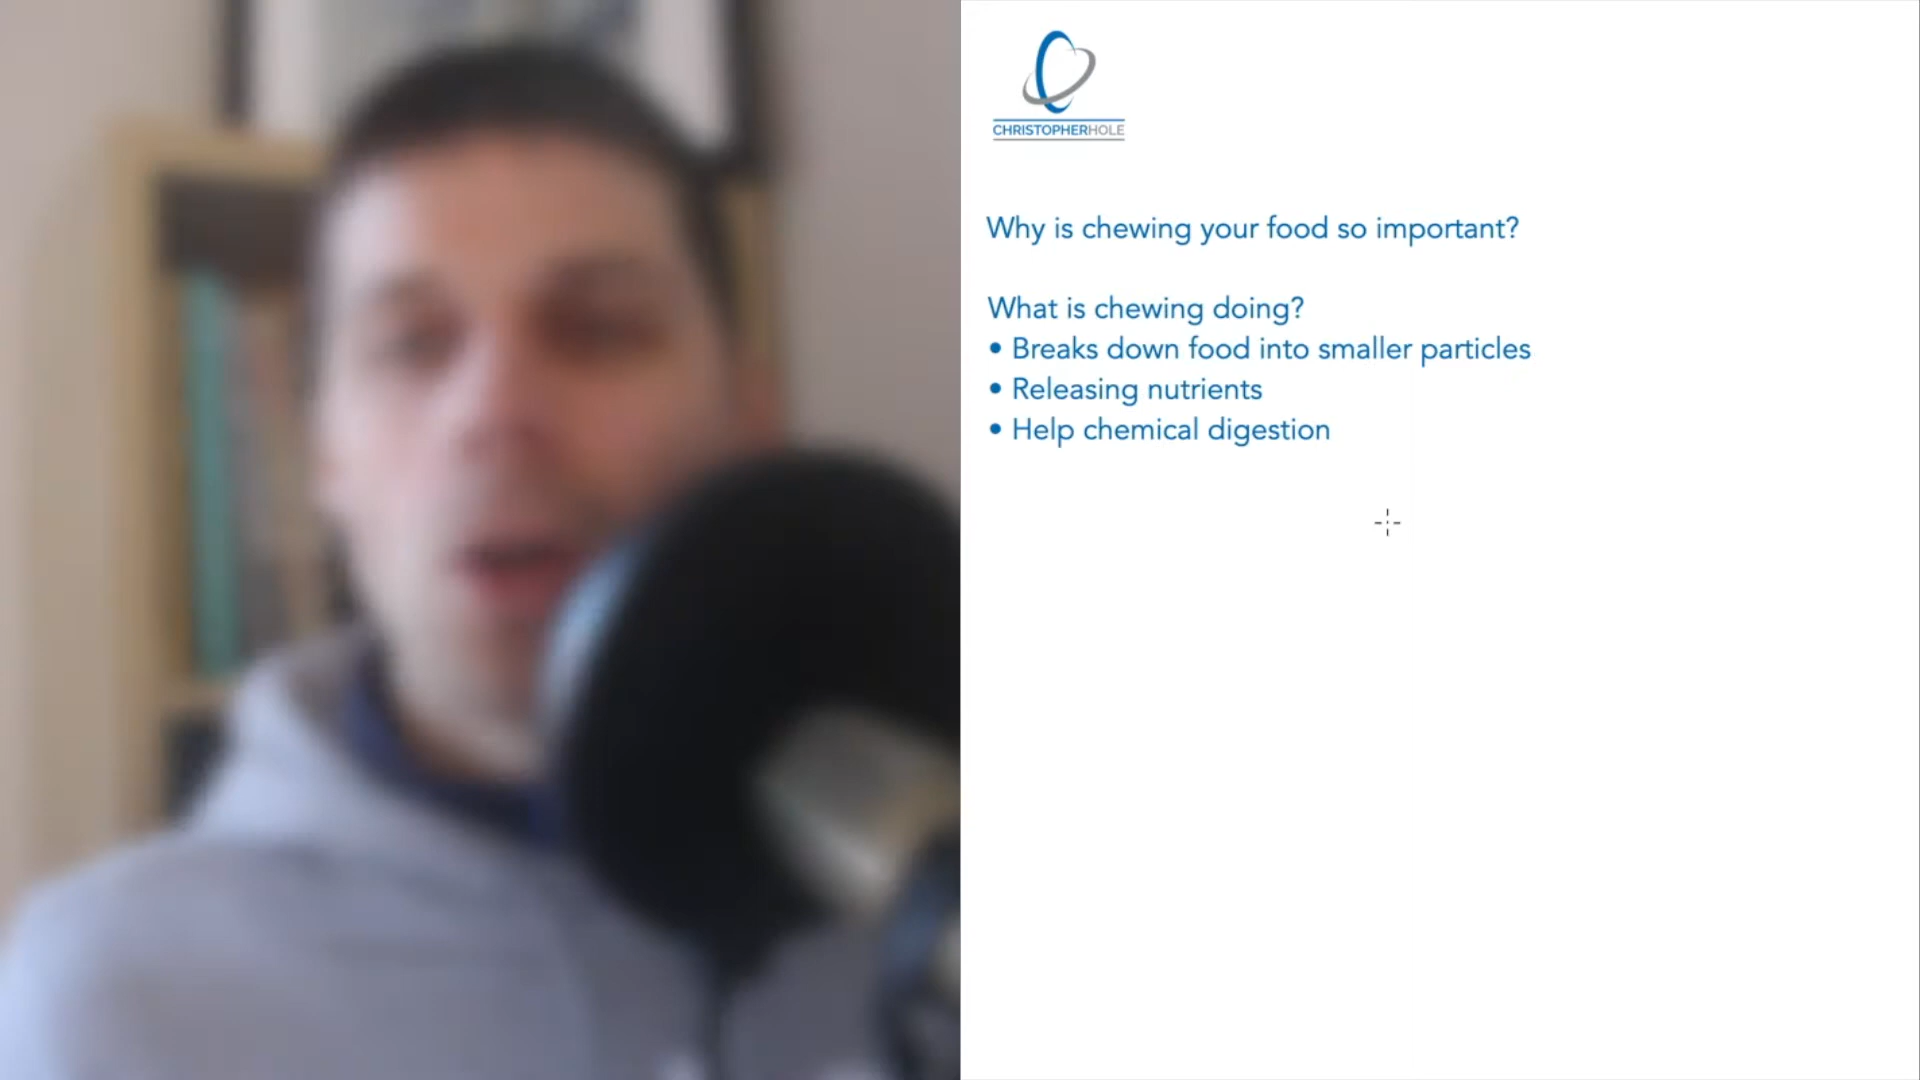 CHRISTOPHERHOLE
Why is chewing your food so important?
What is chewing doing?
• Breaks down food into smaller particles
• Releasing nutrients
• Help chemical digestion